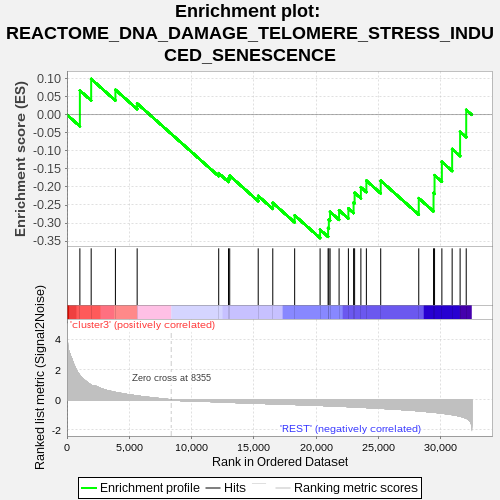 Enrichment plot:
REACTOME_DNA_DAMAGE_TELOMERE_STRESS_INDU
CED_SENESCENCE
Enrichment score (ES)
0.10
0.05
0.00
-0.05
-0.10
-0.15
-0.20
-0.25
-0.30
-0.35
'cluster3' (positively correlated)
Zero cross at 8355
'REST' (negatively correlated)
Ranked list metric (Signal2Noise)
4
2
0
-2
0 5,000 10,000 15,000 20,000 25,000 30,000
Rank in Ordered Dataset
Enrichment profile Hits Ranking metric scores